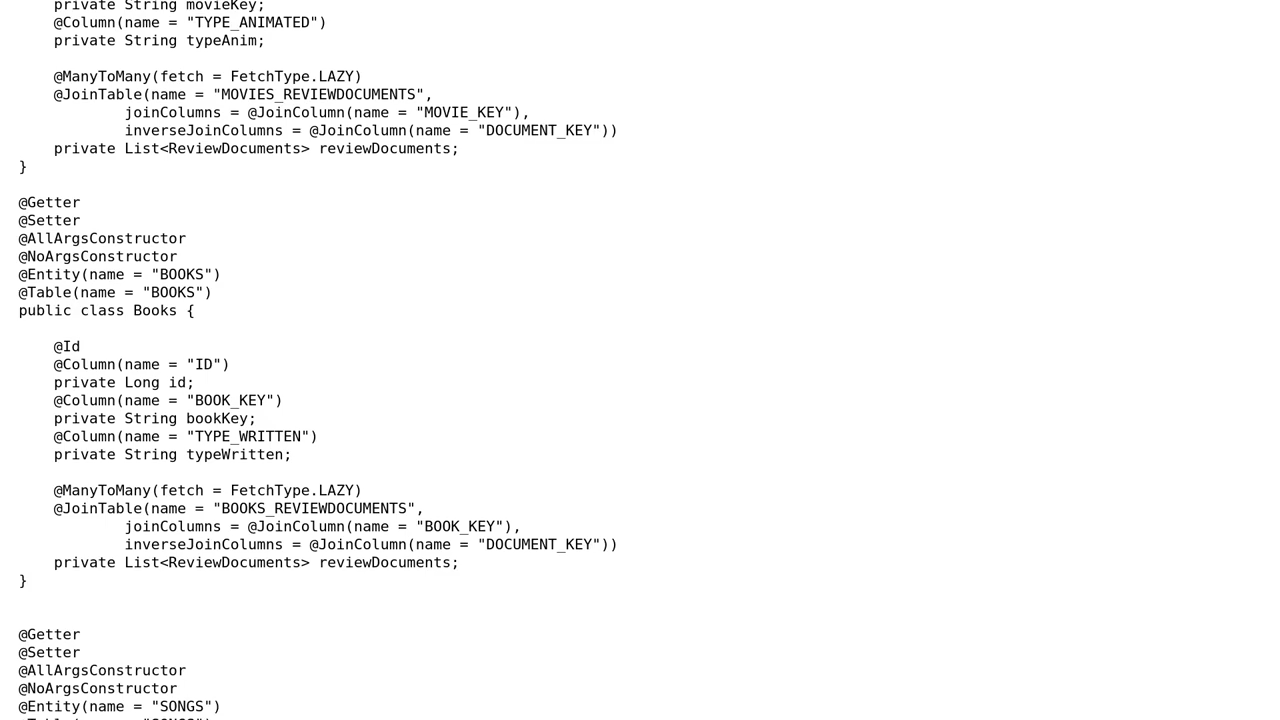 private String movieKey;
@Column(name = "TYPE_ANIMATED")
private String typeAnim;
@ManyToMany(fetch = FetchType.LAZY)
@JoinTable(name = "MOVIES_REVIEWDOCUMENTS",
joinColumns = @JoinColumn(name = "MOVIE_KEY"),
inverseJoinColumns = @JoinColumn(name = "DOCUMENT_KEY"))
private List<ReviewDocuments> reviewDocuments;
}
@Getter
@Setter
@AllArgsConstructor
@NoArgsConstructor
@Entity(name = "BOOKS")
@Table(name = "BOOKS")
public class Books {
@Id
@Column(name = "ID")
private Long id;
@Column(name = "BOOK_KEY")
private String bookKey;
@Column(name = "TYPE_WRITTEN")
private String typeWritten;
@ManyToMany(fetch = FetchType.LAZY)
@JoinTable(name = "BOOKS_REVIEWDOCUMENTS",
joinColumns = @JoinColumn(name = "BOOK_KEY"),
inverseJoinColumns = @JoinColumn(name = "DOCUMENT_KEY"))
private List<ReviewDocuments> reviewDocuments;
}
@Getter
@Setter
@AllArgsConstructor
@NoArgsConstructor
@Entity(name = "SONGS")